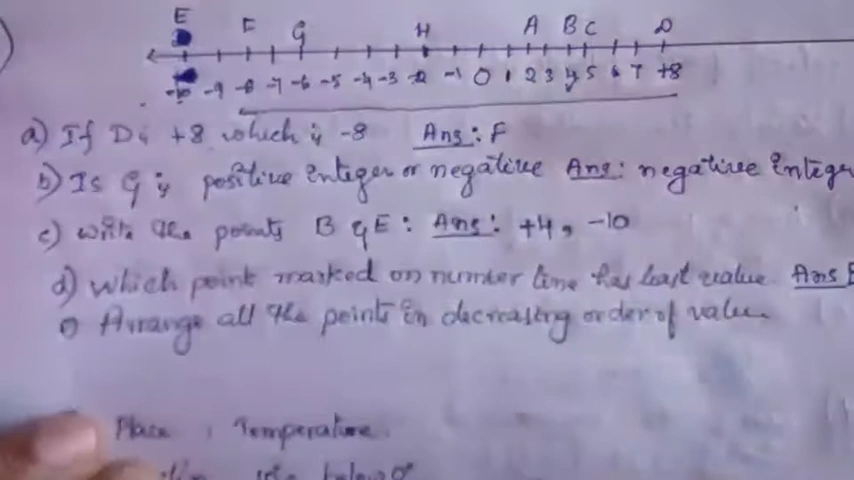 E F G H A B C D
-10 -9 -8 -7 -6 -5 -4 -3 -2 -1 0 1 2 3 4 5 6 7 +8
a) If D is +8 which is -8 Ans: F
b) Is G is positive integer or negative Ans: negative integer
c) write the points B & E: Ans: +4, -10
d) Which point marked on number line has least value. Ans E
e) Arrange all the points in decreasing order of value.
Place : Temperature.
below 0°